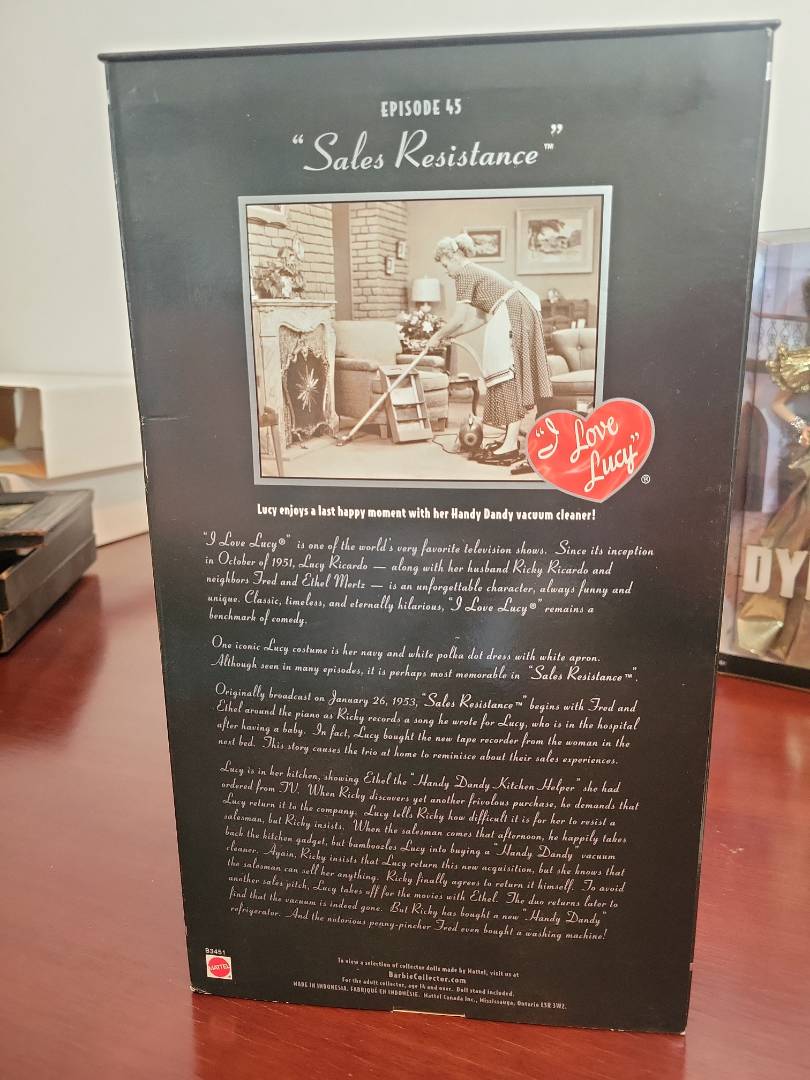 EPISODE 45
"Sales Resistance™"
"I Love
Lucy"®
Lucy enjoys a last happy moment with her Handy Dandy vacuum cleaner!
"I Love Lucy®" is one of the world's very favorite television shows. Since its inception
in October of 1951, Lucy Ricardo — along with her husband Ricky Ricardo and
neighbors Fred and Ethel Mertz — is an unforgettable character, always funny and
unique. Classic, timeless, and eternally hilarious, "I Love Lucy®" remains a
benchmark of comedy.
One iconic Lucy costume is her navy and white polka dot dress with white apron.
Although seen in many episodes, it is perhaps most memorable in "Sales Resistance™".
Originally broadcast on January 26, 1953, "Sales Resistance™" begins with Fred and
Ethel around the piano as Ricky records a song he wrote for Lucy, who is in the hospital
after having a baby. In fact, Lucy bought the new tape recorder from the woman in the
next bed. This story causes the trio at home to reminisce about their sales experiences.
Lucy is in her kitchen, showing Ethel the "Handy Dandy Kitchen Helper" she had
ordered from TV. When Ricky discovers yet another frivolous purchase, he demands that
Lucy return it to the company. Lucy tells Ricky how difficult it is for her to resist a
salesman, but Ricky insists. When the salesman comes that afternoon, he happily takes
back the kitchen gadget, but bamboozles Lucy into buying a "Handy Dandy" vacuum
cleaner. Again, Ricky insists that Lucy return this new acquisition, but she knows that
the salesman can sell her anything. Ricky finally agrees to return it himself. To avoid
another sales pitch, Lucy takes off for the movies with Ethel. The duo returns later to
find that the vacuum is indeed gone. But Ricky has bought a new "Handy Dandy"
refrigerator. And the notorious penny-pincher Fred even bought a washing machine!
B3451
MATTEL
To view a selection of collector dolls made by Mattel, visit us at
BarbieCollector.com
For the adult collector, age 14 and over. Doll stand included.
MADE IN INDONESIA. FABRIQUÉ EN INDONÉSIE. Mattel Canada Inc., Mississauga, Ontario L5R 3W2.
DY